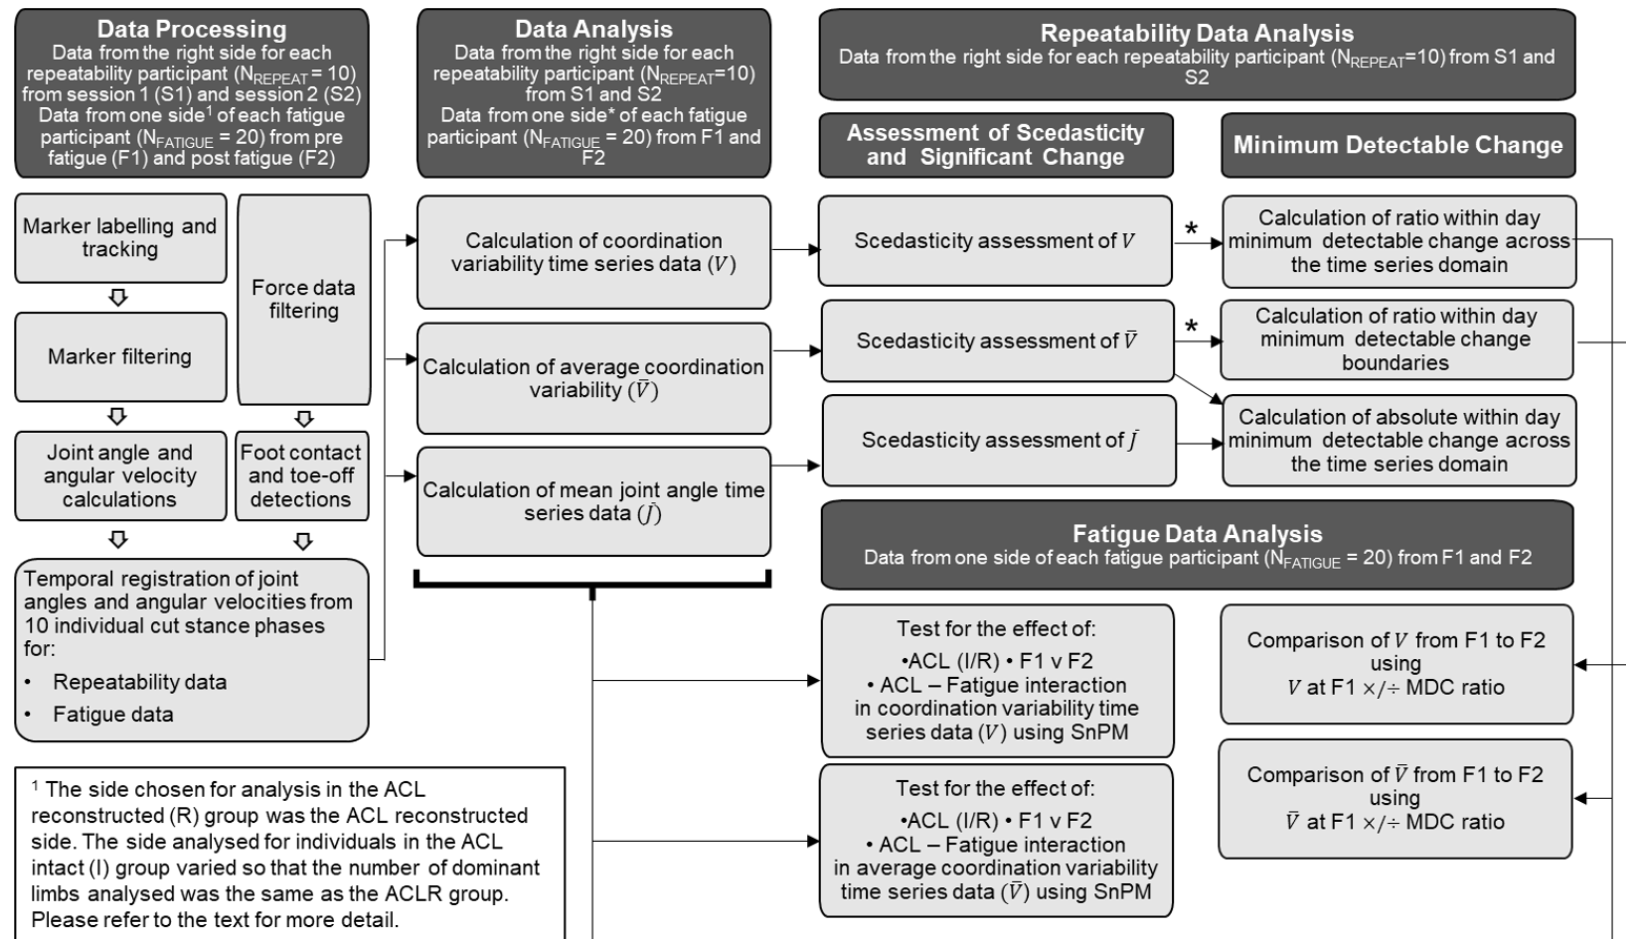 Data Processing
Data from the right side for each
repeatability participant (NREPEAT = 10)
from session 1 (S1) and session 2 (S2)
Data from one side¹ of each fatigue
participant (NFATIGUE = 20) from pre
fatigue (F1) and post fatigue (F2)
Marker labelling and
tracking
Marker filtering
Joint angle and
angular velocity
calculations
Force data
filtering
Foot contact
and toe-off
detections
Temporal registration of joint
angles and angular velocities from
10 individual cut stance phases
for:
• Repeatability data
• Fatigue data
¹ The side chosen for analysis in the ACL
reconstructed (R) group was the ACL reconstructed
side. The side analysed for individuals in the ACL
intact (I) group varied so that the number of dominant
limbs analysed was the same as the ACLR group.
Please refer to the text for more detail.
Data Analysis
Data from the right side for each
repeatability participant (NREPEAT=10)
from S1 and S2
Data from one side* of each fatigue
participant (NFATIGUE = 20) from F1 and
F2
Calculation of coordination
variability time series data (V)
Calculation of average coordination
variability (V̄)
Calculation of mean joint angle time
series data (J̄)
Repeatability Data Analysis
Data from the right side for each repeatability participant (NREPEAT=10) from S1 and
S2
Assessment of Scedasticity
and Significant Change
Minimum Detectable Change
Scedasticity assessment of V
*
Calculation of ratio within day
minimum detectable change across
the time series domain
Scedasticity assessment of V̄
*
Calculation of ratio within day
minimum detectable change
boundaries
Scedasticity assessment of J̄
Calculation of absolute within day
minimum detectable change across
the time series domain
Fatigue Data Analysis
Data from one side of each fatigue participant (NFATIGUE = 20) from F1 and F2
Test for the effect of:
•ACL (I/R) • F1 v F2
• ACL – Fatigue interaction
in coordination variability time
series data (V) using SnPM
Comparison of V from F1 to F2
using
V at F1 ×/÷ MDC ratio
Test for the effect of:
•ACL (I/R) • F1 v F2
• ACL – Fatigue interaction
in average coordination variability
time series data (V̄) using SnPM
Comparison of V̄ from F1 to F2
using
V̄ at F1 ×/÷ MDC ratio